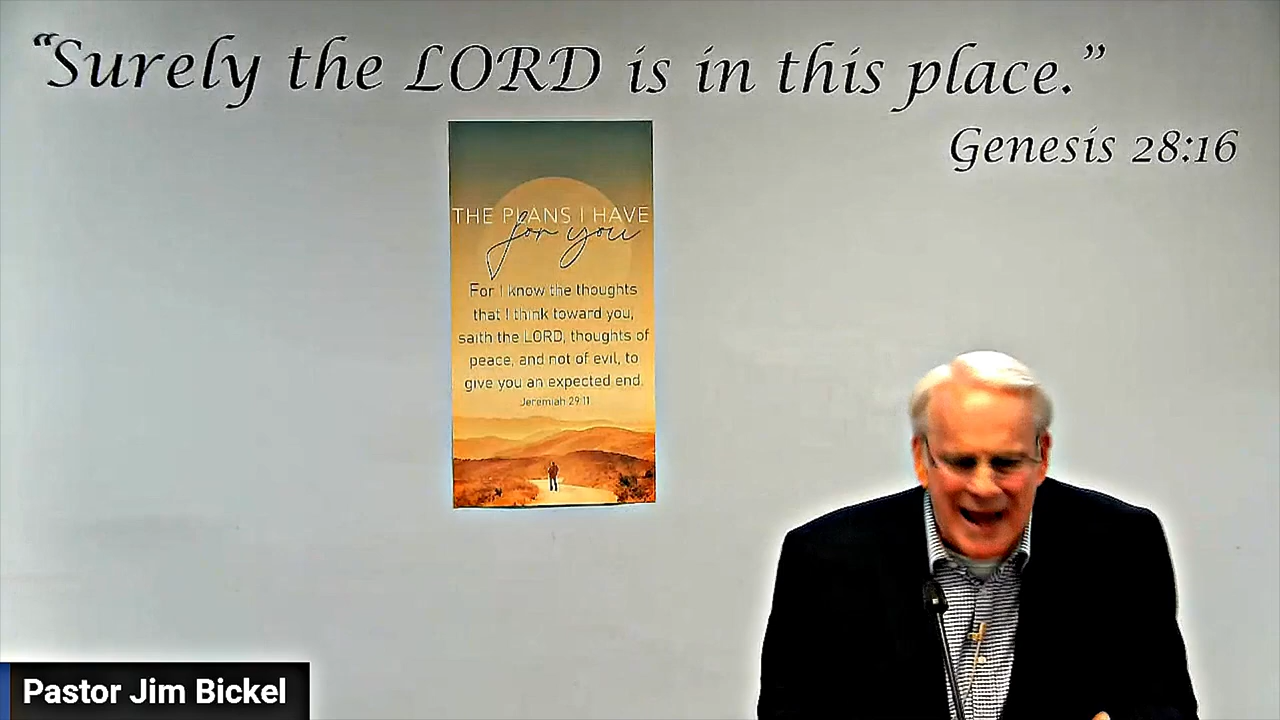 “Surely the LORD is in this place.”
Genesis 28:16
THE PLANS I HAVE
for you
For I know the thoughts
that I think toward you,
saith the LORD, thoughts of
peace, and not of evil, to
give you an expected end.
Jeremiah 29:11
Pastor Jim Bickel